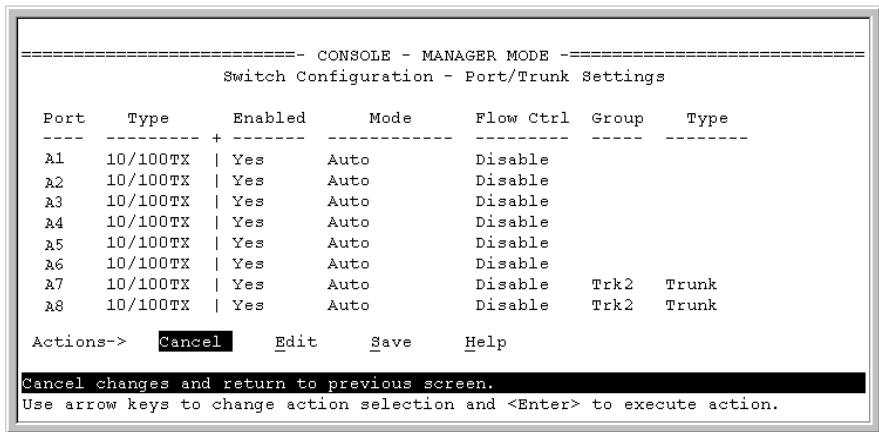 ==========================- CONSOLE - MANAGER MODE -============================
Switch Configuration - Port/Trunk Settings
Port Type Enabled Mode Flow Ctrl Group Type
---- --------- + ------- ------------ --------- ----- --------
A1 10/100TX | Yes Auto Disable
A2 10/100TX | Yes Auto Disable
A3 10/100TX | Yes Auto Disable
A4 10/100TX | Yes Auto Disable
A5 10/100TX | Yes Auto Disable
A6 10/100TX | Yes Auto Disable
A7 10/100TX | Yes Auto Disable Trk2 Trunk
A8 10/100TX | Yes Auto Disable Trk2 Trunk
Actions-> Cancel Edit Save Help
Cancel changes and return to previous screen.
Use arrow keys to change action selection and <Enter> to execute action.